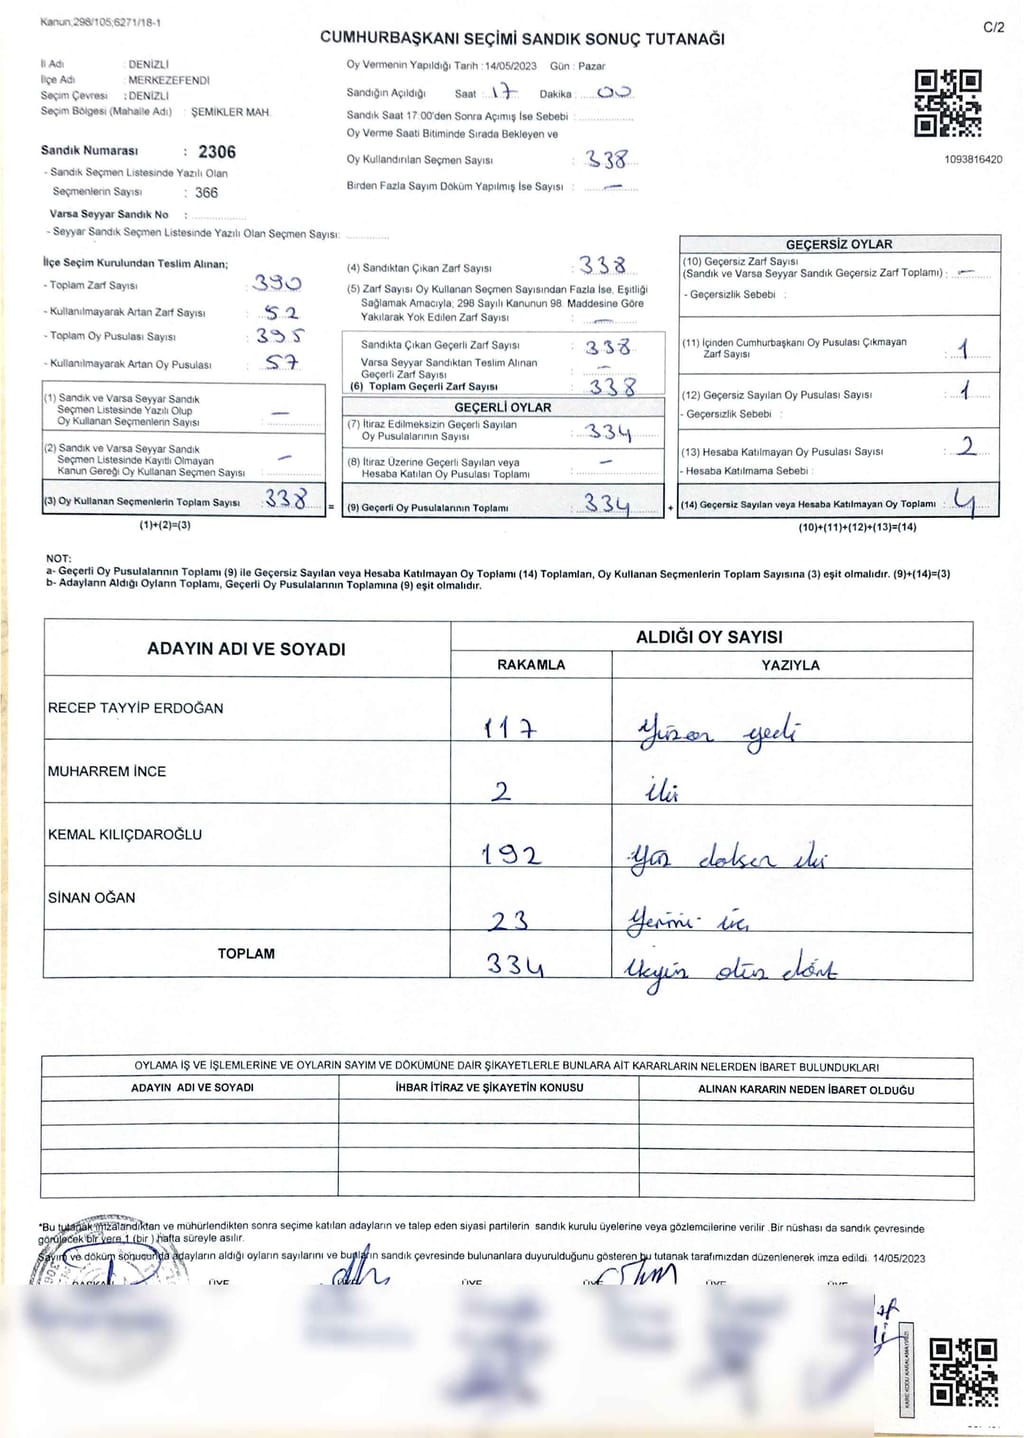 Kanun;298/105;6271/18-1
C/2
CUMHURBAŞKANI SEÇİMİ SANDIK SONUÇ TUTANAĞI
İl Adı : DENİZLİ
İlçe Adı : MERKEZEFENDİ
Seçim Çevresi : DENİZLİ
Seçim Bölgesi (Mahalle Adı) : ŞEMİKLER MAH.
Sandık Numarası : 2306
- Sandık Seçmen Listesinde Yazılı Olan
Seçmenlerin Sayısı : 366
Varsa Seyyar Sandık No : ............
- Seyyar Sandık Seçmen Listesinde Yazılı Olan Seçmen Sayısı: ............
Oy Vermenin Yapıldığı Tarih : 14/05/2023 Gün : Pazar
Sandığın Açıldığı Saat : 17 Dakika : 00
Sandık Saat 17.00'den Sonra Açımış İse Sebebi : ............
Oy Verme Saati Bitiminde Sırada Bekleyen ve
Oy Kullandırılan Seçmen Sayısı : 338
Birden Fazla Sayım Döküm Yapılmış İse Sayısı : —
1093816420
İlçe Seçim Kurulundan Teslim Alınan;
- Toplam Zarf Sayısı : 390
- Kullanılmayarak Artan Zarf Sayısı : 52
- Toplam Oy Pusulası Sayısı : 395
- Kullanılmayarak Artan Oy Pusulası : 57
(1) Sandık ve Varsa Seyyar Sandık
Seçmen Listesinde Yazılı Olup
Oy Kullanan Seçmenlerin Sayısı : —
(2) Sandık ve Varsa Seyyar Sandık
Seçmen Listesinde Kayıtlı Olmayan
Kanun Gereği Oy Kullanan Seçmen Sayısı : —
(3) Oy Kullanan Seçmenlerin Toplam Sayısı : 338
(1)+(2)=(3)
=
(4) Sandıktan Çıkan Zarf Sayısı : 338
(5) Zarf Sayısı Oy Kullanan Seçmen Sayısından Fazla İse, Eşitliği
Sağlamak Amacıyla; 298 Sayılı Kanunun 98. Maddesine Göre
Yakılarak Yok Edilen Zarf Sayısı : —
Sandıkta Çıkan Geçerli Zarf Sayısı : 338
Varsa Seyyar Sandıktan Teslim Alınan
Geçerli Zarf Sayısı : —
(6) Toplam Geçerli Zarf Sayısı : 338
GEÇERLİ OYLAR
(7) İtiraz Edilmeksizin Geçerli Sayılan
Oy Pusulalarının Sayısı : 334
(8) İtiraz Üzerine Geçerli Sayılan veya
Hesaba Katılan Oy Pusulası Toplamı : —
(9) Geçerli Oy Pusulalarının Toplamı : 334
+
GEÇERSİZ OYLAR
(10) Geçersiz Zarf Sayısı
(Sandık ve Varsa Seyyar Sandık Geçersiz Zarf Toplamı) : —
- Geçersizlik Sebebi :
(11) İçinden Cumhurbaşkanı Oy Pusulası Çıkmayan
Zarf Sayısı : 1
(12) Geçersiz Sayılan Oy Pusulası Sayısı : 1
- Geçersizlik Sebebi :
(13) Hesaba Katılmayan Oy Pusulası Sayısı : 2
- Hesaba Katılmama Sebebi :
(14) Geçersiz Sayılan veya Hesaba Katılmayan Oy Toplamı : 4
(10)+(11)+(12)+(13)=(14)
NOT:
a- Geçerli Oy Pusulalarının Toplamı (9) ile Geçersiz Sayılan veya Hesaba Katılmayan Oy Toplamı (14) Toplamları, Oy Kullanan Seçmenlerin Toplam Sayısına (3) eşit olmalıdır. (9)+(14)=(3)
b- Adayların Aldığı Oyların Toplamı, Geçerli Oy Pusulalarının Toplamına (9) eşit olmalıdır.
ADAYIN ADI VE SOYADI
ALDIĞI OY SAYISI
RAKAMLA YAZIYLA
RECEP TAYYİP ERDOĞAN 117 Yüzon yedi
MUHARREM İNCE 2 iki
KEMAL KILIÇDAROĞLU 192 Yüz doksan iki
SİNAN OĞAN 23 Yirmi üç
TOPLAM 334 Üçyüz otuz dört
OYLAMA İŞ VE İŞLEMLERİNE VE OYLARIN SAYIM VE DÖKÜMÜNE DAİR ŞİKAYETLERLE BUNLARA AİT KARARLARIN NELERDEN İBARET BULUNDUKLARI
ADAYIN ADI VE SOYADI İHBAR İTİRAZ VE ŞİKAYETİN KONUSU ALINAN KARARIN NEDEN İBARET OLDUĞU
*Bu tutanak imzalandıktan ve mühürlendikten sonra seçime katılan adayların ve talep eden siyasi partilerin sandık kurulu üyelerine veya gözlemcilerine verilir .Bir nüshası da sandık çevresinde
görülecek bir yere 1 (bir ) hafta süreyle asılır.
Sayım ve döküm sonucunda adayların aldığı oyların sayılarını ve bunların sandık çevresinde bulunanlara duyurulduğunu gösteren bu tutanak tarafımızdan düzenlenerek imza edildi. 14/05/2023
BAŞKAN ÜYE ÜYE ÜYE ÜYE ÜYE
KARE KODU KARALAMAYINIZ!